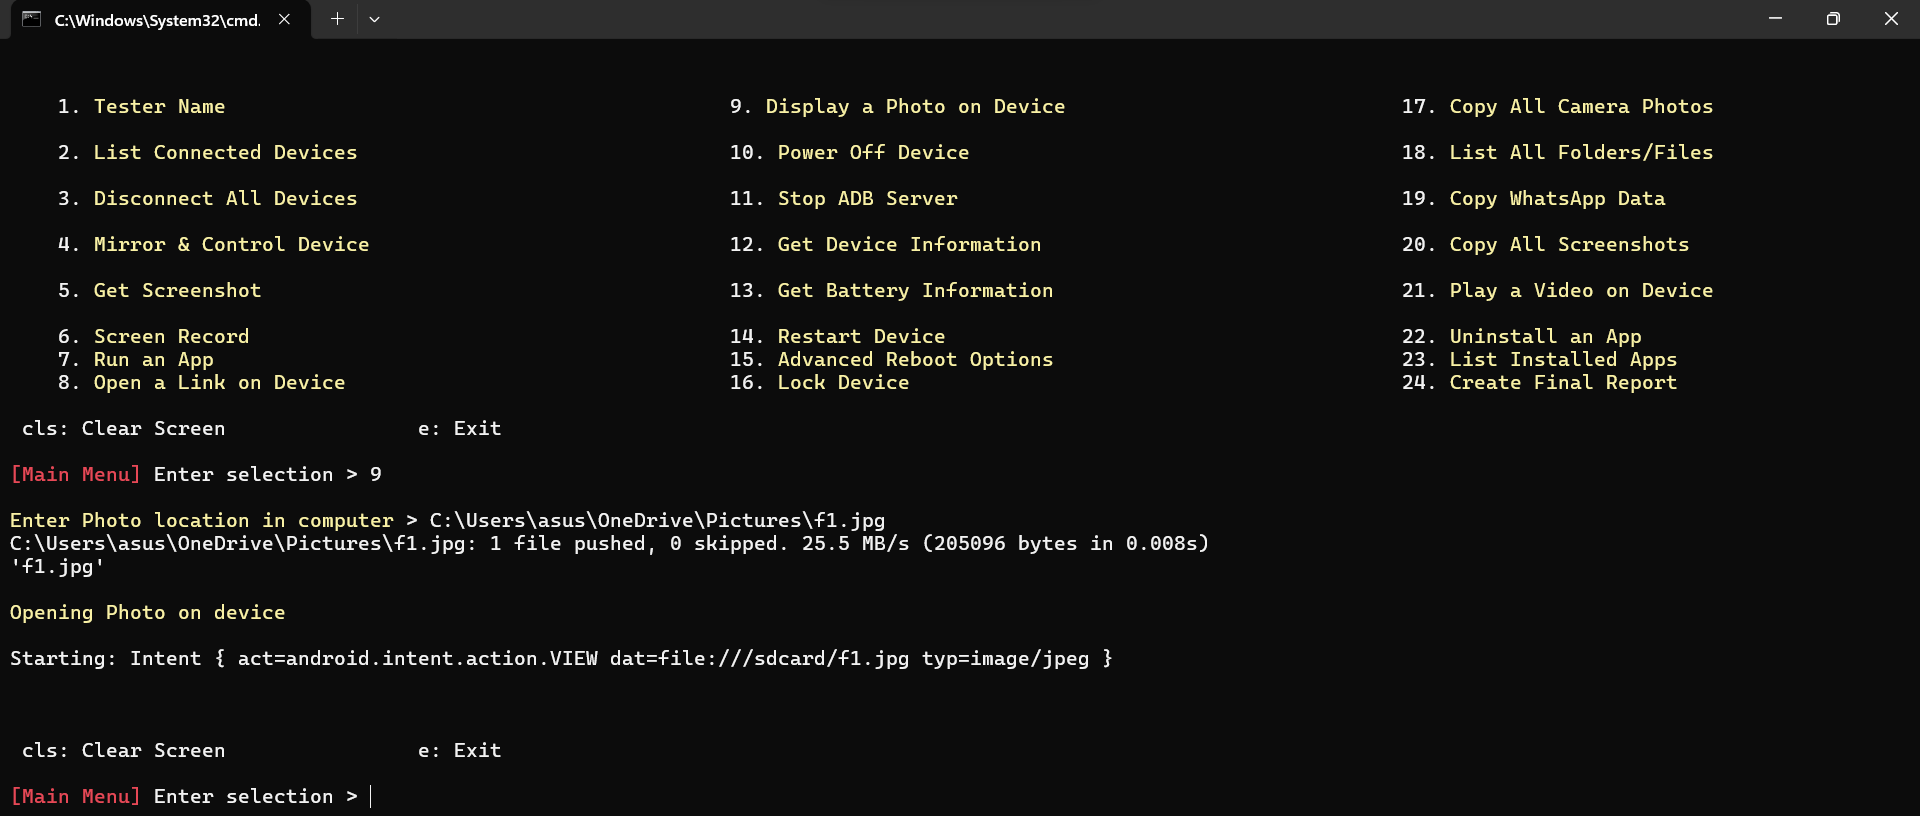 C:\Windows\System32\cmd.
1. Tester Name 9. Display a Photo on Device 17. Copy All Camera Photos
2. List Connected Devices 10. Power Off Device 18. List All Folders/Files
3. Disconnect All Devices 11. Stop ADB Server 19. Copy WhatsApp Data
4. Mirror & Control Device 12. Get Device Information 20. Copy All Screenshots
5. Get Screenshot 13. Get Battery Information 21. Play a Video on Device
6. Screen Record 14. Restart Device 22. Uninstall an App
7. Run an App 15. Advanced Reboot Options 23. List Installed Apps
8. Open a Link on Device 16. Lock Device 24. Create Final Report
cls: Clear Screen e: Exit
[Main Menu] Enter selection > 9
Enter Photo location in computer > C:\Users\asus\OneDrive\Pictures\f1.jpg
C:\Users\asus\OneDrive\Pictures\f1.jpg: 1 file pushed, 0 skipped. 25.5 MB/s (205096 bytes in 0.008s)
'f1.jpg'
Opening Photo on device
Starting: Intent { act=android.intent.action.VIEW dat=file:///sdcard/f1.jpg typ=image/jpeg }
cls: Clear Screen e: Exit
[Main Menu] Enter selection >